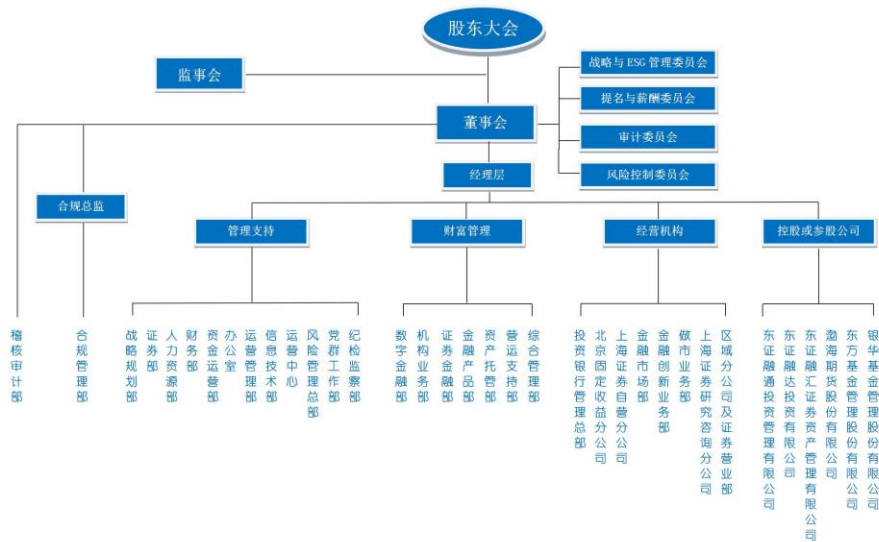 股东大会
监事会
战略与ESG管理委员会
提名与薪酬委员会
董事会
审计委员会
风险控制委员会
经理层
合规总监
管理支持
财富管理
经营机构
控股或参股公司
稽核审计部
合规管理部
战略规划部
证券部
人力资源部
财务部
资金运营部
办公室
运营管理部
信息技术部
运营中心
风险管理总部
党群工作部
纪检监察部
数字金融部
机构业务部
证券金融部
金融产品部
资产托管部
营运支持部
综合管理部
投资银行管理总部
北京固定收益分公司
上海证券自营分公司
金融市场部
金融创新业务部
做市业务部
上海证券研究咨询分公司
区域分公司及证券营业部
东证融通投资管理有限公司
东证融达投资有限公司
东证融汇证券资产管理有限公司
渤海期货股份有限公司
东方基金管理股份有限公司
银华基金管理股份有限公司